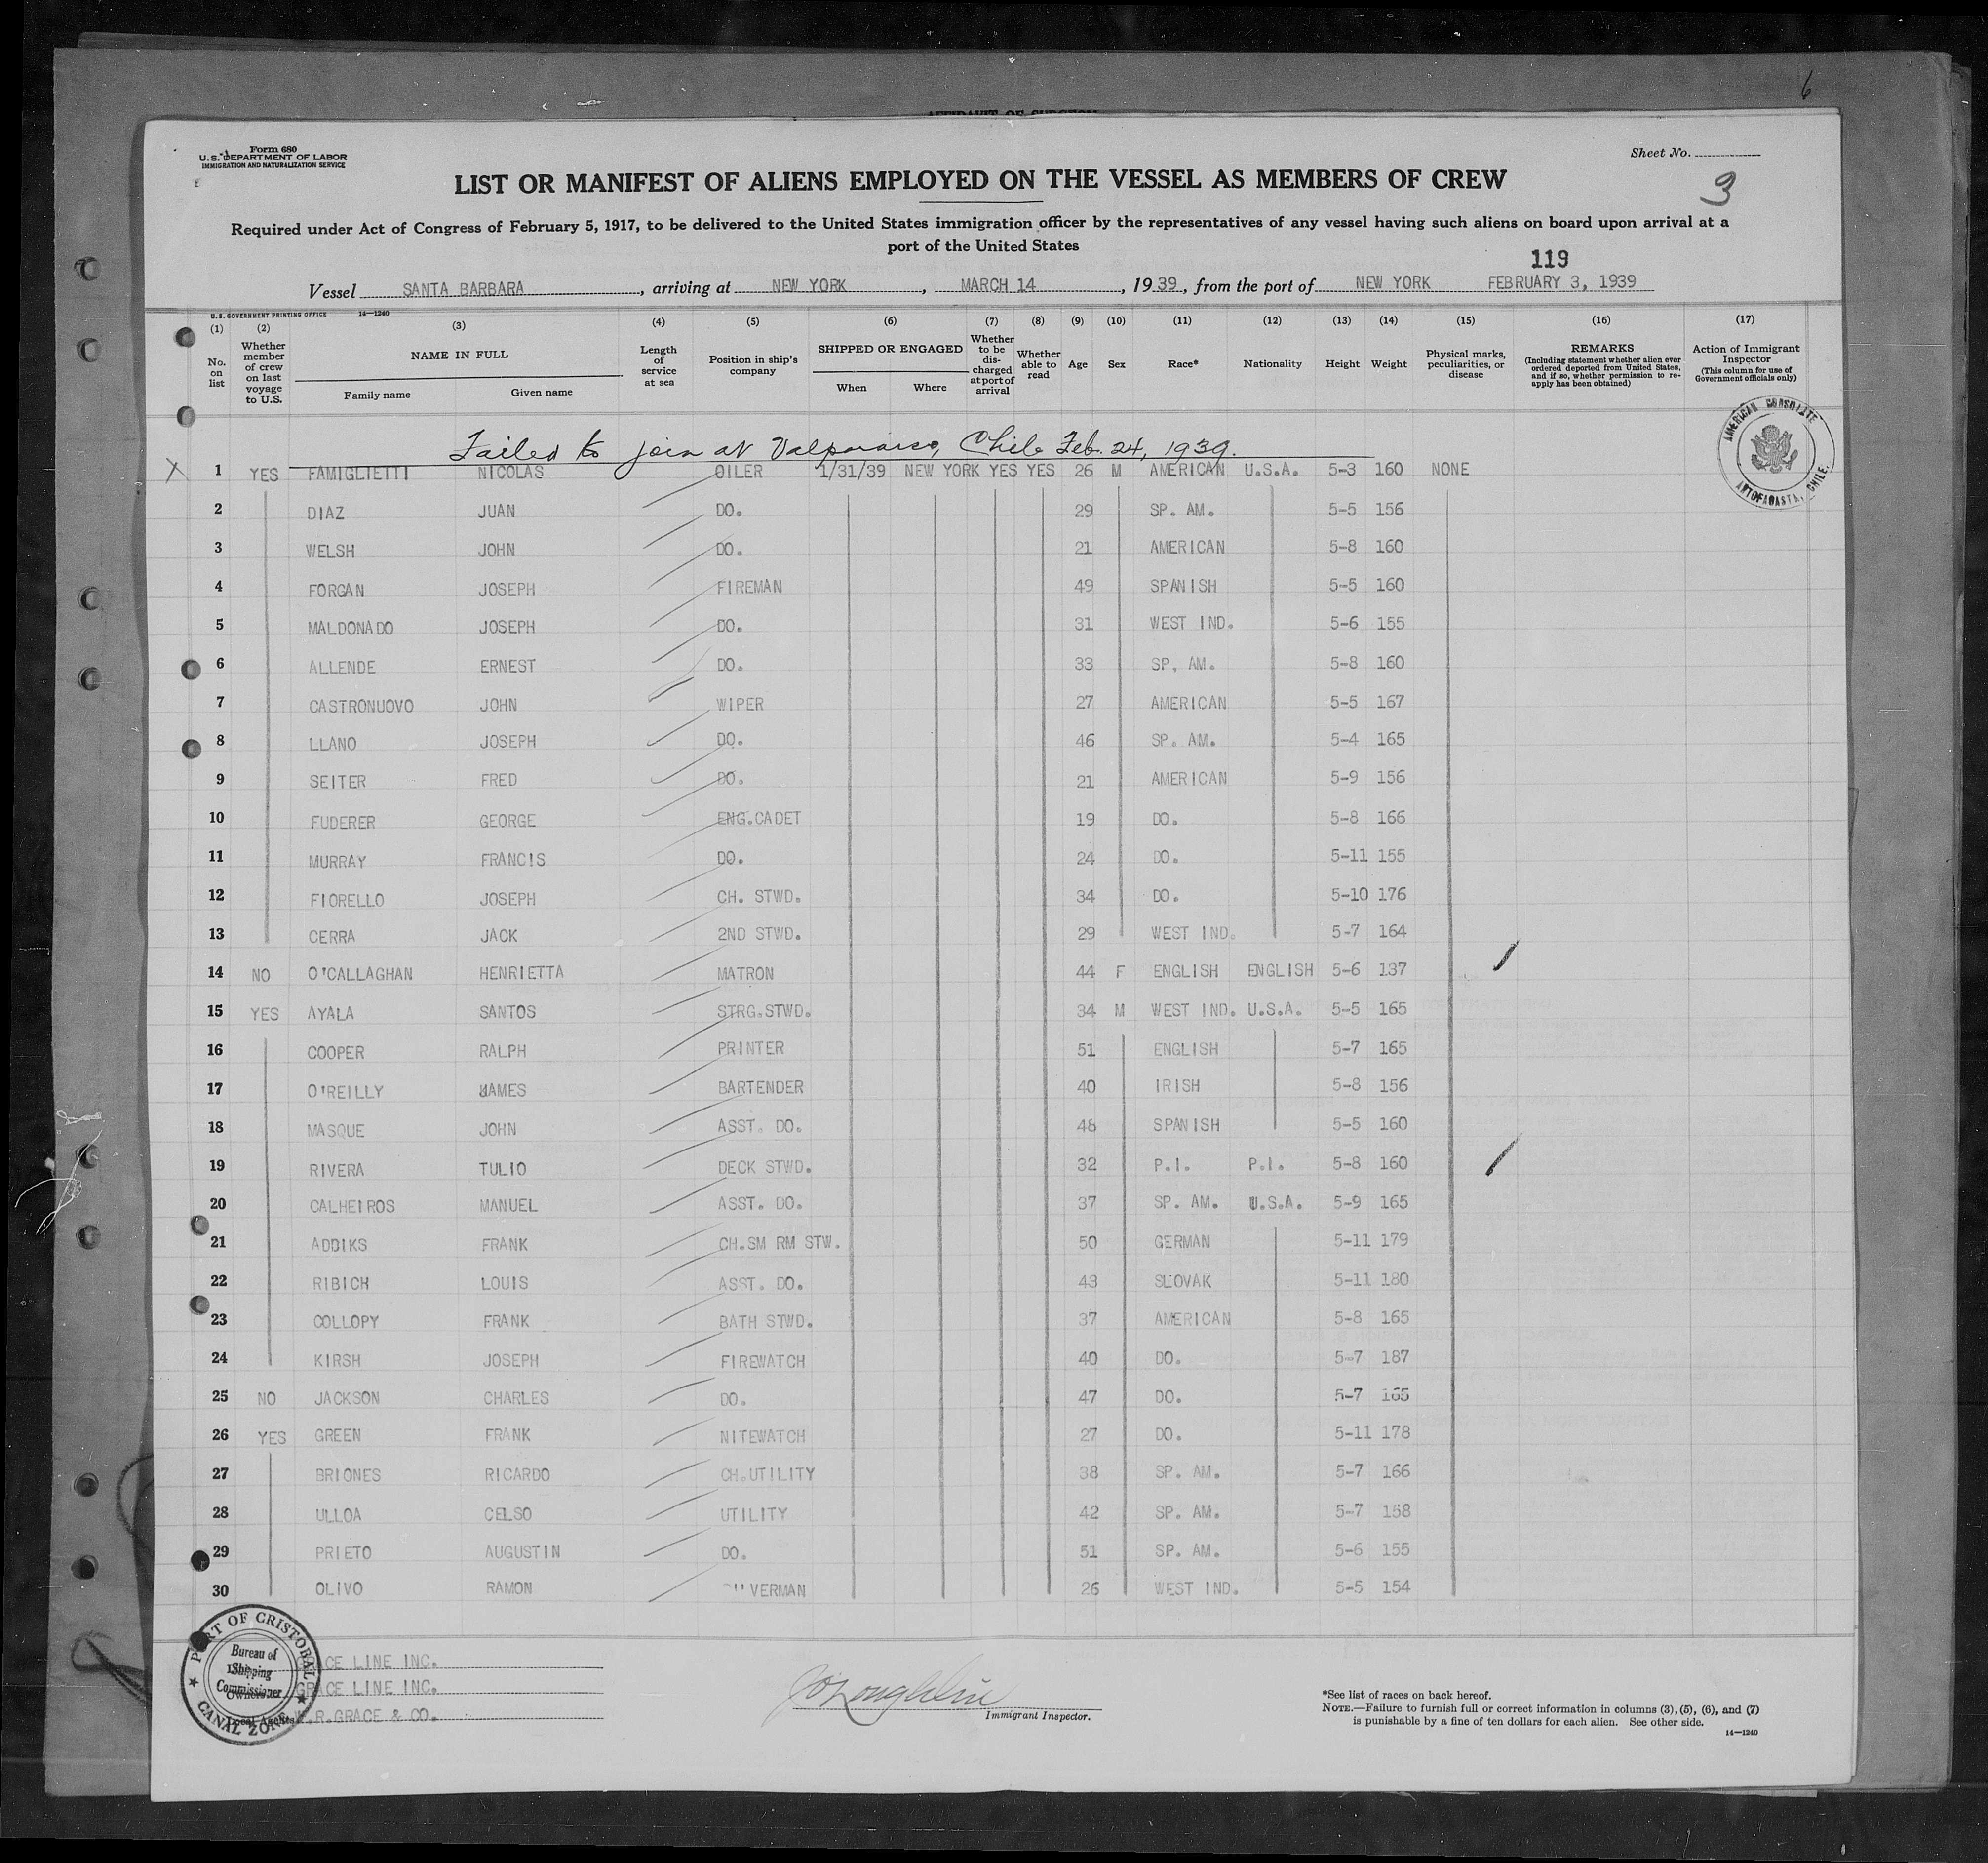 6
AFFIDAVIT OF SURGEON
Form 680
U.S. DEPARTMENT OF LABOR
IMMIGRATION AND NATURALIZATION SERVICE
Sheet No.
3
LIST OR MANIFEST OF ALIENS EMPLOYED ON THE VESSEL AS MEMBERS OF CREW
Required under Act of Congress of February 5, 1917, to be delivered to the United States immigration officer by the representatives of any vessel having such aliens on board upon arrival at a
port of the United States
119
Vessel SANTA BARBARA, arriving at NEW YORK, MARCH 14, 1939, from the port of NEW YORK FEBRUARY 3, 1939
U.S. GOVERNMENT PRINTING OFFICE 14—1240
(1) (2) (3) (4) (5) (6) (7) (8) (9) (10) (11) (12) (13) (14) (15) (16) (17)
No. on list
Whether member of crew on last voyage to U.S.
NAME IN FULL
Family name Given name
Length of service at sea
Position in ship's company
SHIPPED OR ENGAGED
When Where
Whether to be discharged at port of arrival
Whether able to read
Age
Sex
Race*
Nationality
Height
Weight
Physical marks, peculiarities, or disease
REMARKS
(Including statement whether alien ever ordered deported from United States, and if so, whether permission to re-apply has been obtained)
Action of Immigrant Inspector
(This column for use of Government officials only)
AMERICAN CONSULATE
ANTOFAGASTA, CHILE.
Failed to join at Valparaiso, Chile Feb. 24, 1939.
X 1 YES FAMIGLIETTI NICOLAS OILER 1/31/39 NEW YORK YES YES 26 M AMERICAN U.S.A. 5-3 160 NONE
2 DIAZ JUAN DO. 29 SP. AM. 5-5 156
3 WELSH JOHN DO. 21 AMERICAN 5-8 160
4 FORGAN JOSEPH FIREMAN 49 SPANISH 5-5 160
5 MALDONADO JOSEPH DO. 31 WEST IND. 5-6 155
6 ALLENDE ERNEST DO. 33 SP. AM. 5-8 160
7 CASTRONUOVO JOHN WIPER 27 AMERICAN 5-5 167
8 LLANO JOSEPH DO. 46 SP. AM. 5-4 165
9 SEITER FRED DO. 21 AMERICAN 5-9 156
10 FUDERER GEORGE ENG.CADET 19 DO. 5-8 166
11 MURRAY FRANCIS DO. 24 DO. 5-11 155
12 FIORELLO JOSEPH CH. STWD. 34 DO. 5-10 176
13 CERRA JACK 2ND STWD. 29 WEST IND. 5-7 164
14 NO O'CALLAGHAN HENRIETTA MATRON 44 F ENGLISH ENGLISH 5-6 137
15 YES AYALA SANTOS STRG.STWD. 34 M WEST IND. U.S.A. 5-5 165
16 COOPER RALPH PRINTER 51 ENGLISH 5-7 165
17 O'REILLY JAMES BARTENDER 40 IRISH 5-8 156
18 MASQUE JOHN ASST. DO. 48 SPANISH 5-5 160
19 RIVERA TULIO DECK STWD. 32 P.I. P.I. 5-8 160
20 CALHEIROS MANUEL ASST. DO. 37 SP. AM. U.S.A. 5-9 165
21 ADDIKS FRANK CH.SM RM STW. 50 GERMAN 5-11 179
22 RIBICH LOUIS ASST. DO. 43 SLOVAK 5-11 180
23 COLLOPY FRANK BATH STWD. 37 AMERICAN 5-8 165
24 KIRSH JOSEPH FIREWATCH 40 DO. 5-7 187
25 NO JACKSON CHARLES DO. 47 DO. 5-7 165
26 YES GREEN FRANK NITEWATCH 27 DO. 5-11 178
27 BRIONES RICARDO CH.UTILITY 38 SP. AM. 5-7 166
28 ULLOA CELSO UTILITY 42 SP. AM. 5-7 158
29 PRIETO AUGUSTIN DO. 51 SP. AM. 5-6 155
30 OLIVO RAMON VERMAN 26 WEST IND. 5-5 154
PORT OF CRISTOBAL
Bureau of Shipping Commissioner
CANAL ZONE
ACE LINE INC.
Owners GRACE LINE INC.
Local Agents .R.GRACE & CO.
JOLoughlin
Immigrant Inspector.
*See list of races on back hereof.
NOTE.—Failure to furnish full or correct information in columns (3), (5), (6), and (7)
is punishable by a fine of ten dollars for each alien. See other side.
14—1240